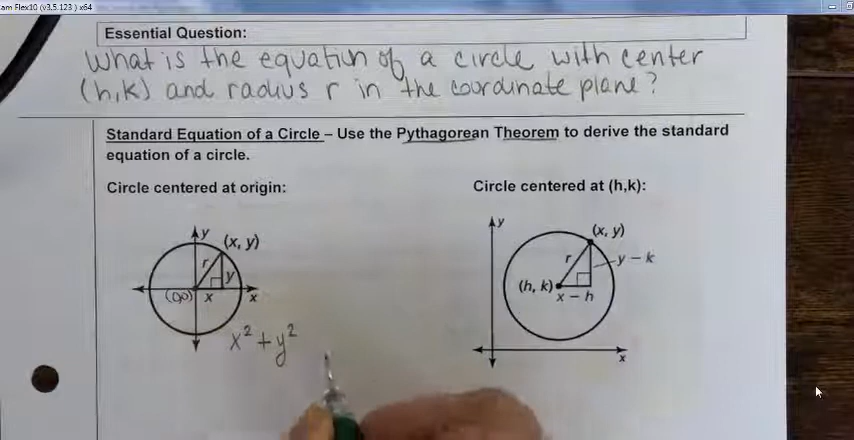 am Flex10 (v3.5.123 ) x64
Essential Question:
What is the equation of a circle with center
(h,k) and radius r in the coordinate plane?
Standard Equation of a Circle – Use the Pythagorean Theorem to derive the standard
equation of a circle.
Circle centered at origin:
Circle centered at (h,k):
y
(x, y)
r
y
(0,0)
x
x
x² + y²
y
(x, y)
r
y – k
(h, k)
x – h
x